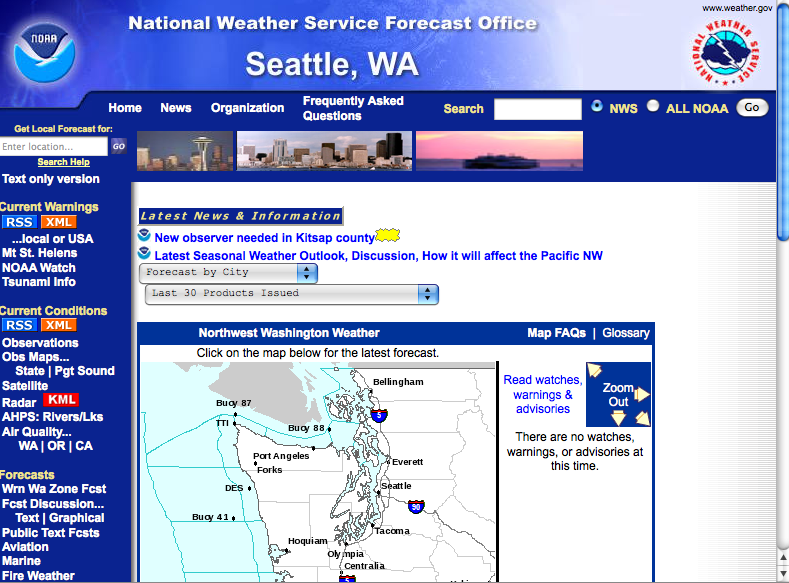 www.weather.gov
NOAA
National Weather Service Forecast Office
Seattle, WA
NATIONAL WEATHER SERVICE
Home News Organization Frequently Asked
Questions
Search NWS ALL NOAA Go
Get Local Forecast for:
Enter location... GO
Search Help
Text only version
Current Warnings
RSS XML
...local or USA
Mt St. Helens
NOAA Watch
Tsunami Info
Current Conditions
RSS XML
Observations
Obs Maps...
State | Pgt Sound
Satellite
Radar KML
AHPS: Rivers/Lks
Air Quality...
WA | OR | CA
Forecasts
Wrn Wa Zone Fcst
Fcst Discussion...
Text | Graphical
Public Text Fcsts
Aviation
Marine
Fire Weather
Latest News & Information
New observer needed in Kitsap county
Latest Seasonal Weather Outlook, Discussion, How it will affect the Pacific NW
Forecast by City
Last 30 Products Issued
Northwest Washington Weather Map FAQs | Glossary
Click on the map below for the latest forecast.
Bellingham
5
Buoy 87
TTI
Buoy 88
Port Angeles
Forks
Everett
DES
Seattle
90
Buoy 41
Tacoma
Hoquiam
Olympia
Centralia
5
Read watches,
warnings &
advisories
Zoom
Out
There are no watches,
warnings, or advisories at
this time.